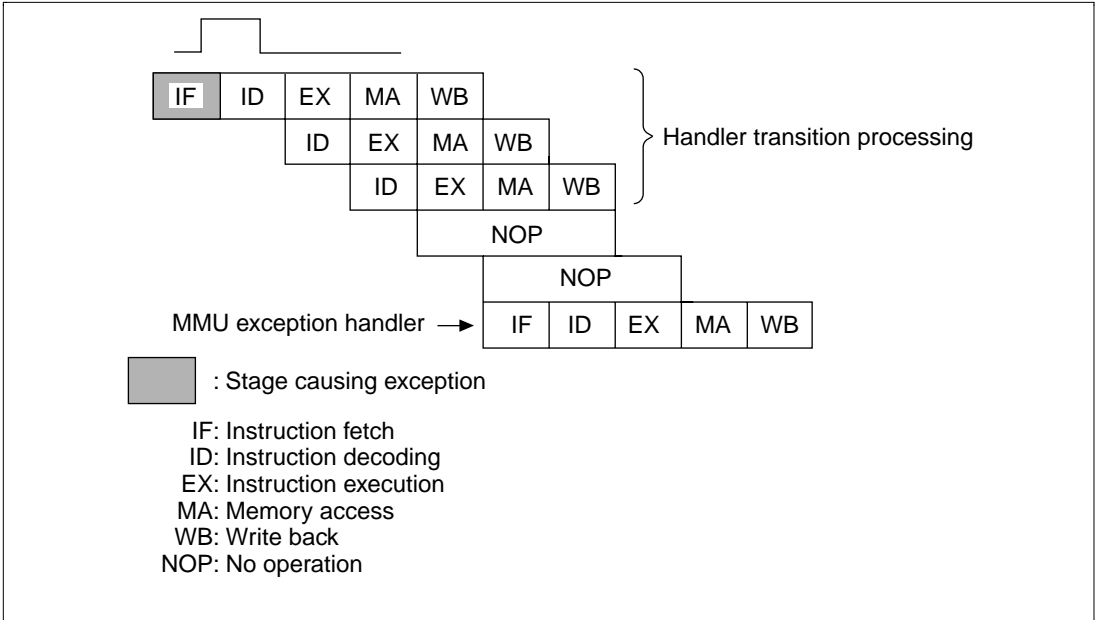 IF ID EX MA WB
ID EX MA WB
Handler transition processing
ID EX MA WB
NOP
NOP
MMU exception handler IF ID EX MA WB
: Stage causing exception
IF: Instruction fetch
ID: Instruction decoding
EX: Instruction execution
MA: Memory access
WB: Write back
NOP: No operation